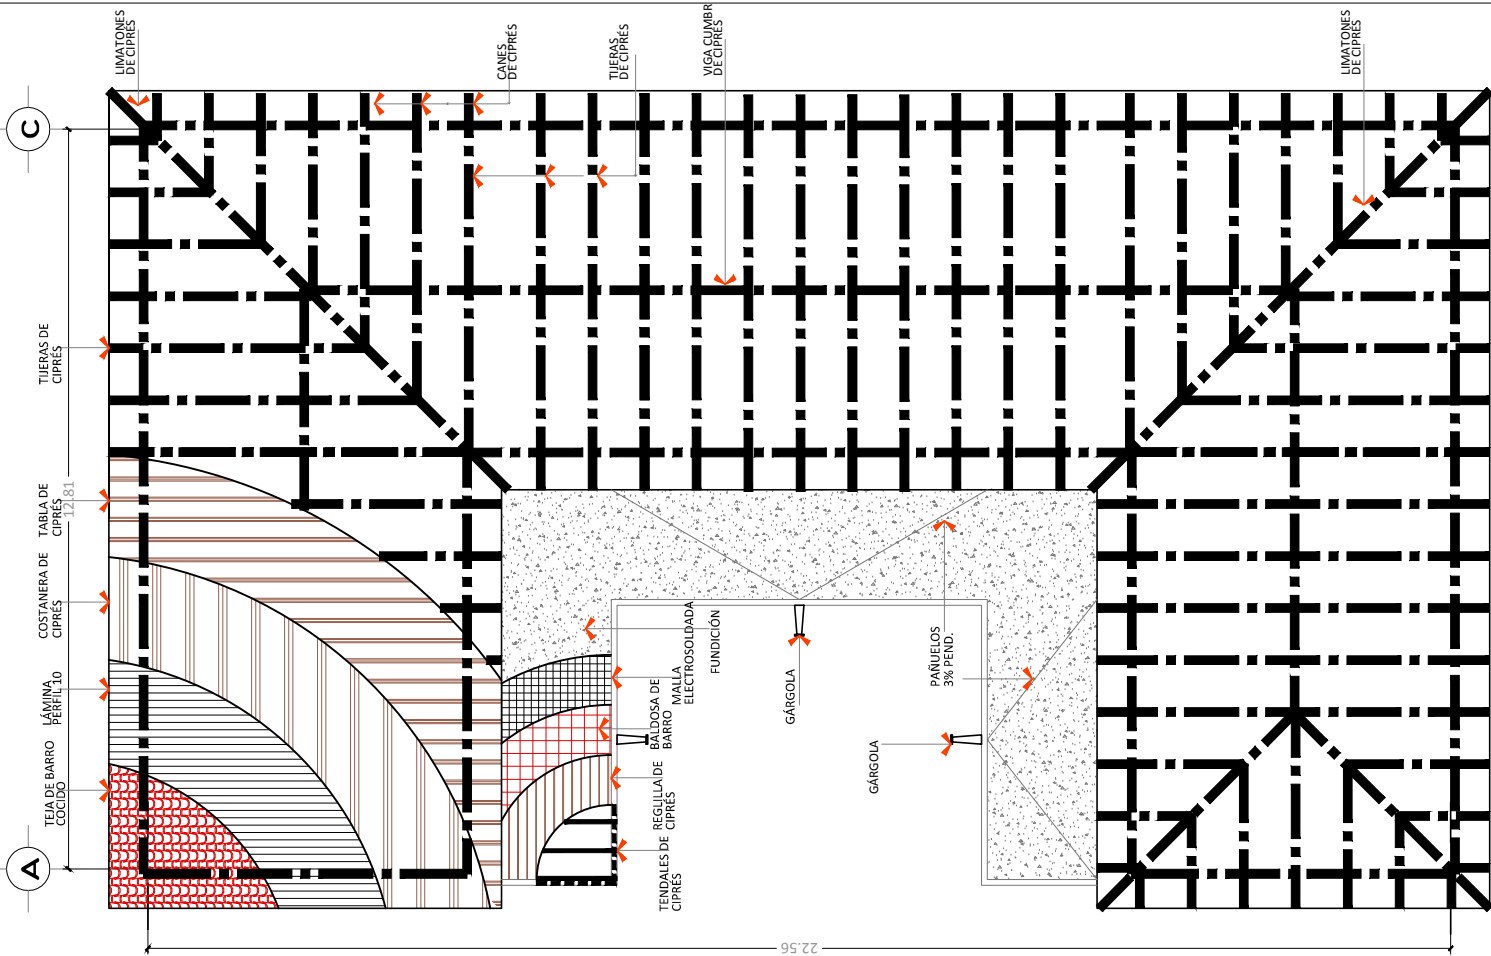 LIMATONES
DE CIPRÉS
CANES
DE CIPRÉS
TIJERAS
DE CIPRÉS
VIGA CUMBR
DE CIPRÉS
LIMATONES
DE CIPRÉS
C
TIJERAS DE
CIPRÉS
TABLA DE
CIPRÉS
12.81
COSTANERA DE
CIPRÉS
LÁMINA
PERFIL 10
TEJA DE BARRO
COCIDO
A
MALLA
ELECTROSOLDADA
FUNDICIÓN
BALDOSA DE
BARRO
REGLILLA DE
CIPRÉS
TENDALES DE
CIPRÉS
GÁRGOLA
GÁRGOLA
PAÑUELOS
3% PEND.
22.56